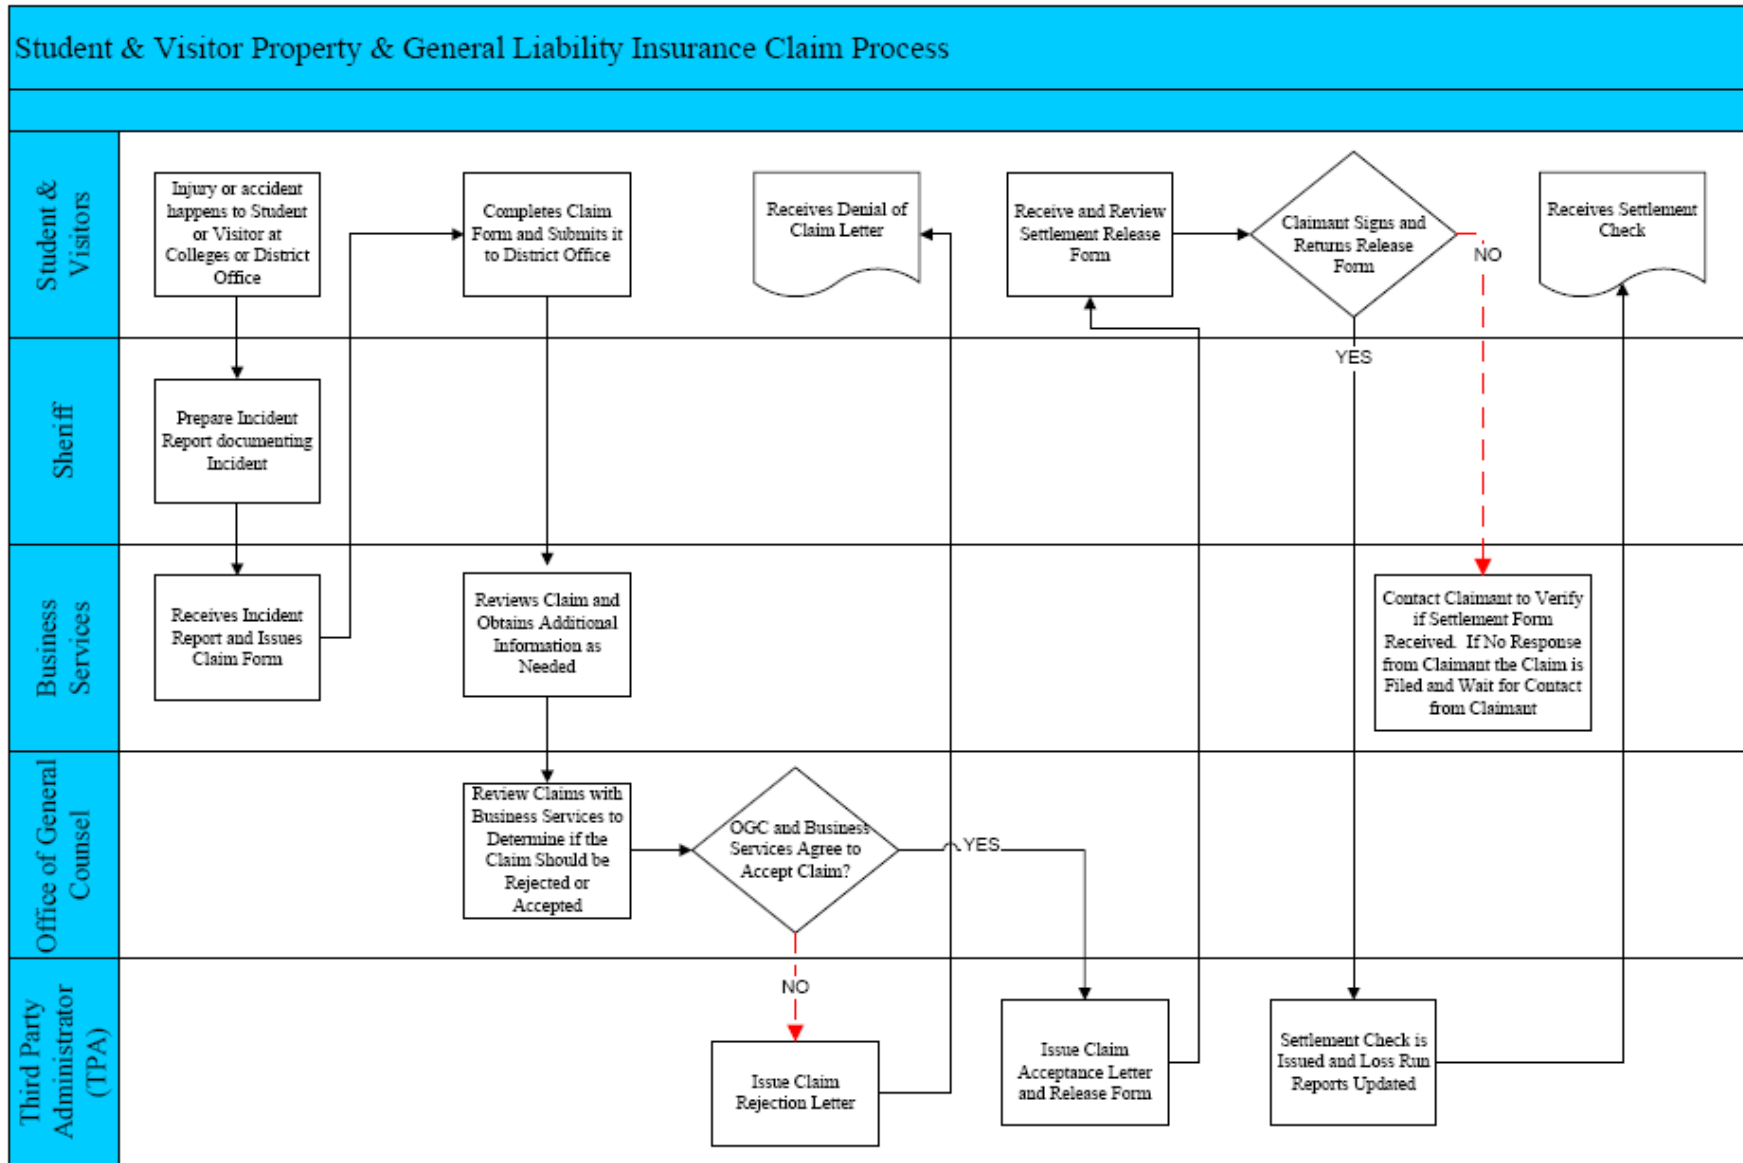 Student & Visitor Property & General Liability Insurance Claim Process
Student &
Visitors
Injury or accident
happens to Student
or Visitor at
Colleges or District
Office
Completes Claim
Form and Submits it
to District Office
Receives Denial of
Claim Letter
Receive and Review
Settlement Release
Form
Claimant Signs and
Returns Release
Form
NO
YES
Receives Settlement
Check
Sheriff
Prepare Incident
Report documenting
Incident
Business
Services
Receives Incident
Report and Issues
Claim Form
Reviews Claim and
Obtains Additional
Information as
Needed
Contact Claimant to Verify
if Settlement Form
Received. If No Response
from Claimant the Claim is
Filed and Wait for Contact
from Claimant
Office of General
Counsel
Review Claims with
Business Services to
Determine if the
Claim Should be
Rejected or
Accepted
OGC and Business
Services Agree to
Accept Claim?
YES
NO
Third Party
Administrator
(TPA)
Issue Claim
Rejection Letter
Issue Claim
Acceptance Letter
and Release Form
Settlement Check is
Issued and Loss Run
Reports Updated